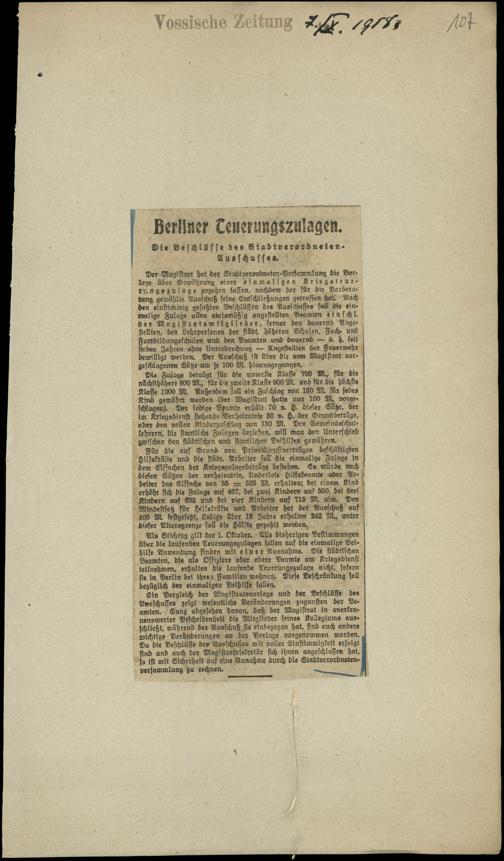 Vossische Zeitung 7./IX. 1918.
107
Berliner Teuerungszulagen.
Die Beschlüsse des Stadtverordneten-
Ausschusses.
Der Magistrat hat der Stadtverordneten-Versammlung die Vor-
lage über Gewährung einer einmaligen Kriegsteue-
rungszulage zugehen lassen, nachdem der für die Vorbera-
tung gewählte Ausschuß seine Entschließungen getroffen hat. Nach
den einstimmig gefaßten Beschlüssen des Ausschusses soll die ein-
malige Zulage allen etatsmäßig angestellten Beamten einschl.
der Magistratsmitglieder, ferner den dauernd Ange-
stellten, den Lehrpersonen der städt. höheren Schulen, Fach- und
Fortbildungsschulen und den Beamten und dauernd — d. h. seit
sieben Jahren ohne Unterbrechung — Angestellten der Feuerwehr
bewilligt werden. Der Ausschuß ist über die vom Magistrat vor-
geschlagenen Sätze um je 100 M. hinausgegangen.
Die Zulage beträgt für die unterste Klasse 700 M., für die
nächsthöhere 800 M., für die zweite Klasse 900 M. und für die höchste
Klasse 1000 M. Außerdem soll ein Zuschlag von 150 M. für jedes
Kind gewährt werden (der Magistrat hatte nur 100 M. vorge-
schlagen). Der ledige Beamte erhält 70 v. H. dieser Sätze, der
im Kriegsdienst stehende Verheiratete 50 v. H. der Grundbeträge,
aber den vollen Kinderzuschlag von 150 M. Den Gemeindeschul-
lehrern, die staatliche Zulagen beziehen, will man den Unterschied
zwischen den städtischen und staatlichen Beihilfen gewähren.
Für die auf Grund von Privatdienstverträgen beschäftigten
Hilfskräfte und die städt. Arbeiter soll die einmalige Zulage in
dem Elffachen der Kriegszulagebeträge bestehen. Es würde nach
diesen Sätzen der verheiratete, kinderlose Hilfsbeamte oder Ar-
beiter das Elffache von 35 = 385 M. erhalten; bei einem Kind
erhöht sich die Zulage auf 467, bei zwei Kindern auf 550, bei drei
Kindern auf 632 und bei vier Kindern auf 715 M. usw. Den
Mindestsatz für Hilfskräfte und Arbeiter hat der Ausschuß auf
400 M. festgesetzt, Ledige über 18 Jahre erhalten 242 M., unter
dieser Altersgrenze soll die Hälfte gezahlt werden.
Als Stichtag gilt der 1. Oktober. Alle bisherigen Bestimmungen
über die laufenden Teuerungszulagen sollen auf die einmalige Bei-
hilfe Anwendung finden mit einer Ausnahme. Die städtischen
Beamten, die als Offiziere oder obere Beamte am Kriegsdienst
teilnehmen, erhalten die laufende Teuerungszulage nicht, sofern
sie in Berlin bei ihren Familien wohnen. Diese Beschränkung soll
bezüglich der einmaligen Beihilfe fallen.
Ein Vergleich der Magistratsvorlage und der Beschlüsse des
Ausschusses zeigt wesentliche Veränderungen zugunsten der Be-
amten. Ganz abgesehen davon, daß der Magistrat in anerken-
nenswerter Bescheidenheit die Mitglieder seines Kollegiums aus-
schließt, während der Ausschuß sie einbezogen hat, sind auch andere
wichtige Veränderungen an der Vorlage vorgenommen worden.
Da die Beschlüsse des Ausschusses mit voller Einstimmigkeit erfolgt
sind und auch der Magistratssekretär sich ihnen angeschlossen hat,
so ist mit Sicherheit auf eine Annahme durch die Stadtverordneten-
versammlung zu rechnen.